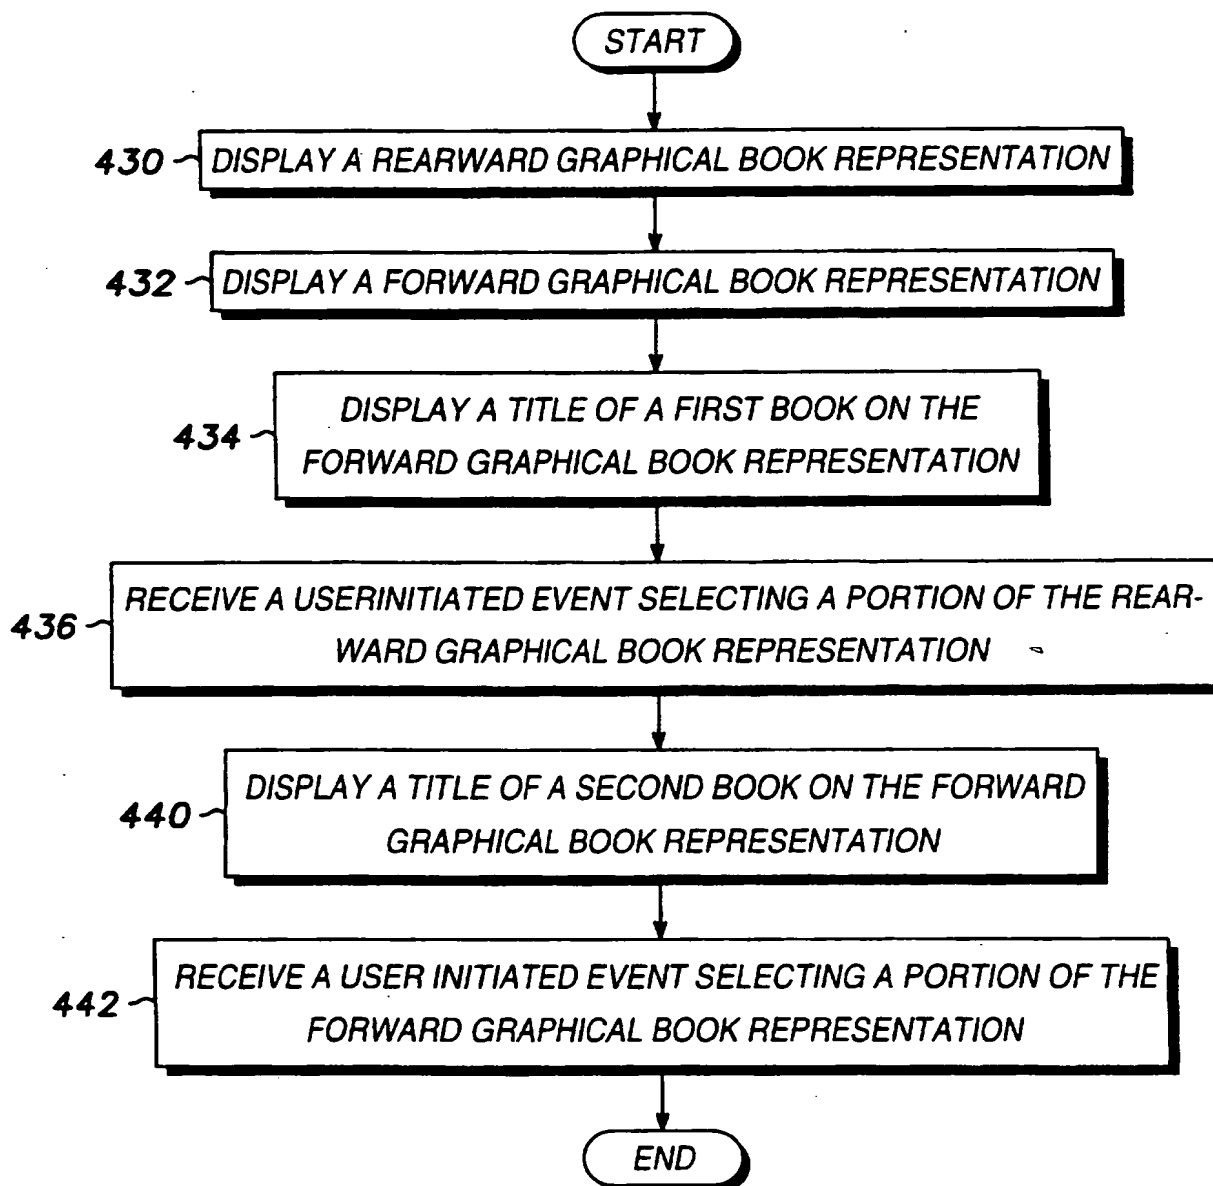 START
430 DISPLAY A REARWARD GRAPHICAL BOOK REPRESENTATION
432 DISPLAY A FORWARD GRAPHICAL BOOK REPRESENTATION
DISPLAY A TITLE OF A FIRST BOOK ON THE
434
FORWARD GRAPHICAL BOOK REPRESENTATION
RECEIVE A USERINITIATED EVENT SELECTING A PORTION OF THE REAR-
436
WARD GRAPHICAL BOOK REPRESENTATION
DISPLAY A TITLE OF A SECOND BOOK ON THE FORWARD
440
GRAPHICAL BOOK REPRESENTATION
RECEIVE A USER INITIATED EVENT SELECTING A PORTION OF THE
442
FORWARD GRAPHICAL BOOK REPRESENTATION
END